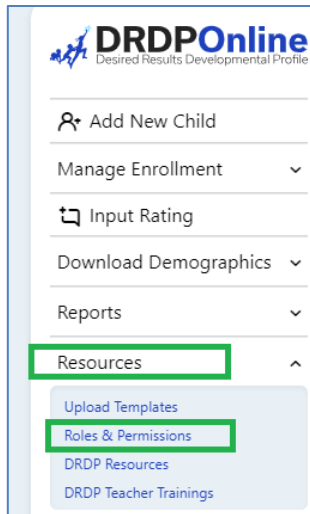 DRDPOnline
Desired Results Developmental Profile
Add New Child
Manage Enrollment
Input Rating
Download Demographics
Reports
Resources
Upload Templates
Roles & Permissions
DRDP Resources
DRDP Teacher Trainings